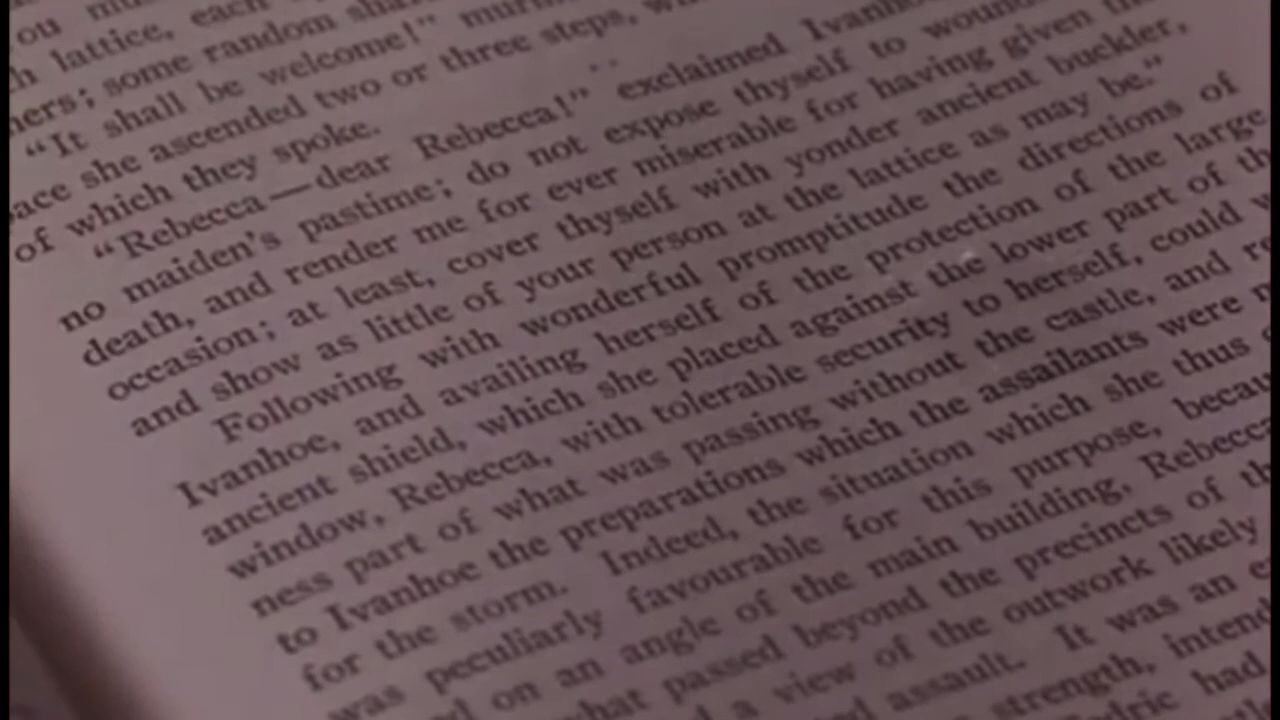 ou
h lattice, each
hers; some random
"It shall be welcome!"
ace she ascended two or three steps,
of which they spoke.
"Rebecca—dear Rebecca!" exclaimed Ivanho
no maiden's pastime; do not expose thyself to wound
death, and render me for ever miserable for having given
occasion; at least, cover thyself with yonder ancient buckler,
and show as little of your person at the lattice as may be."
Following with wonderful promptitude the directions of
Ivanhoe, and availing herself of the protection of the large
ancient shield, which she placed against the lower part of th
window, Rebecca, with tolerable security to herself, could
ness part of what was passing without the castle, and re
to Ivanhoe the preparations which the assailants were
for the storm. Indeed, the situation which she thus
was peculiarly favourable for this purpose, becau
on an angle of the main building, Rebecca
what passed beyond the precincts of th
a view of the outwork likely
assault. It was an
strength, intend
had